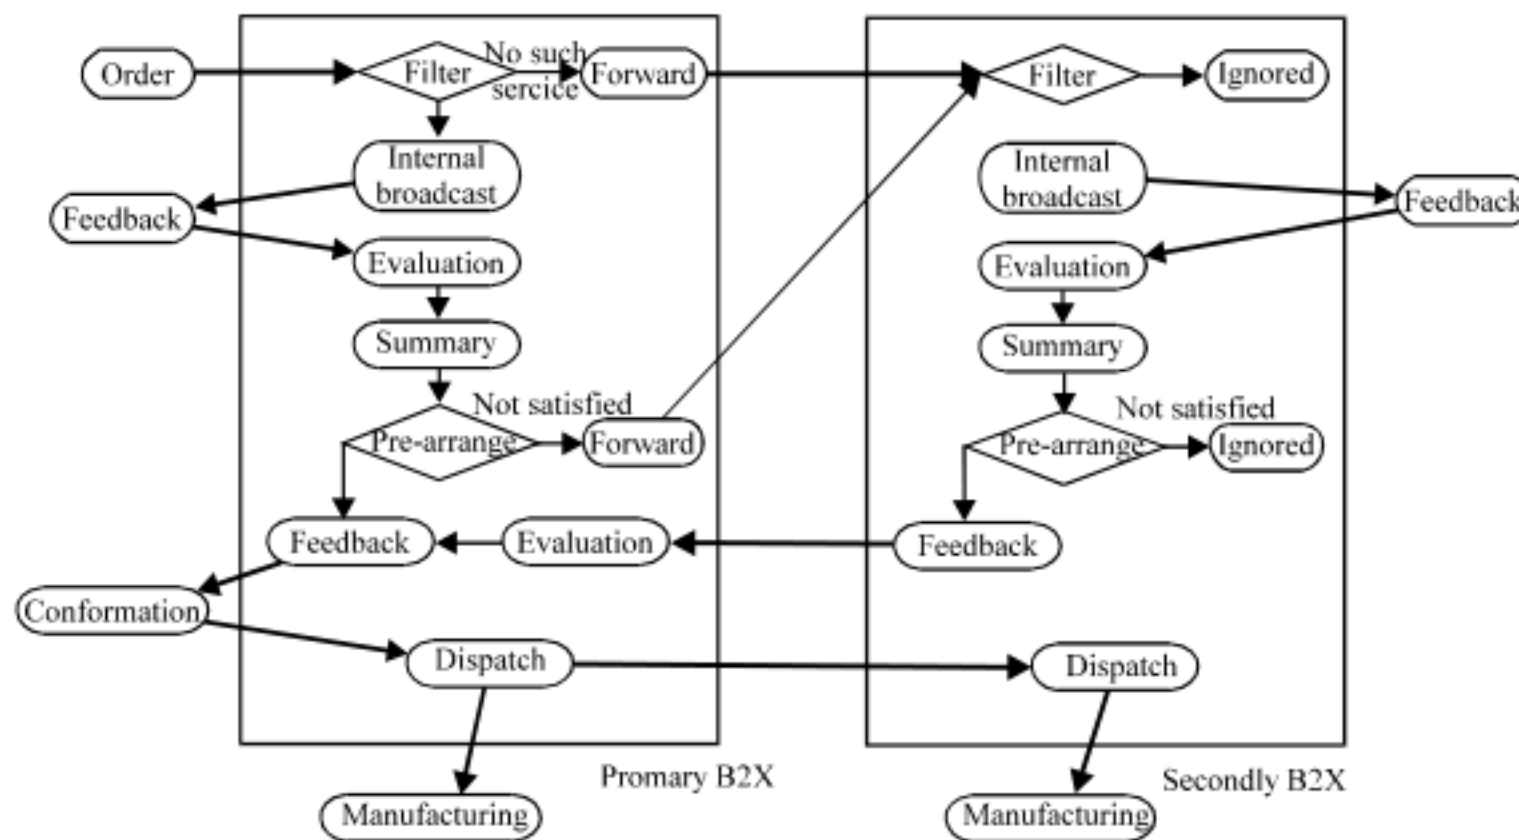 Order
Filter
No such
sercice
Forward
Filter
Ignored
Internal
broadcast
Internal
broadcast
Feedback
Feedback
Evaluation
Evaluation
Summary
Summary
Not satisfied
Not satisfied
Pre-arrange
Forward
Pre-arrange
Ignored
Feedback
Evaluation
Feedback
Conformation
Dispatch
Dispatch
Promary B2X
Secondly B2X
Manufacturing
Manufacturing